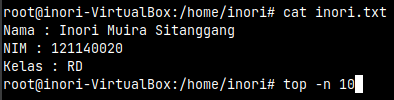 root@inori-VirtualBox:/home/inori# cat inori.txt
Nama : Inori Muira Sitanggang
NIM : 121140020
Kelas : RD
root@inori-VirtualBox:/home/inori# top -n 10